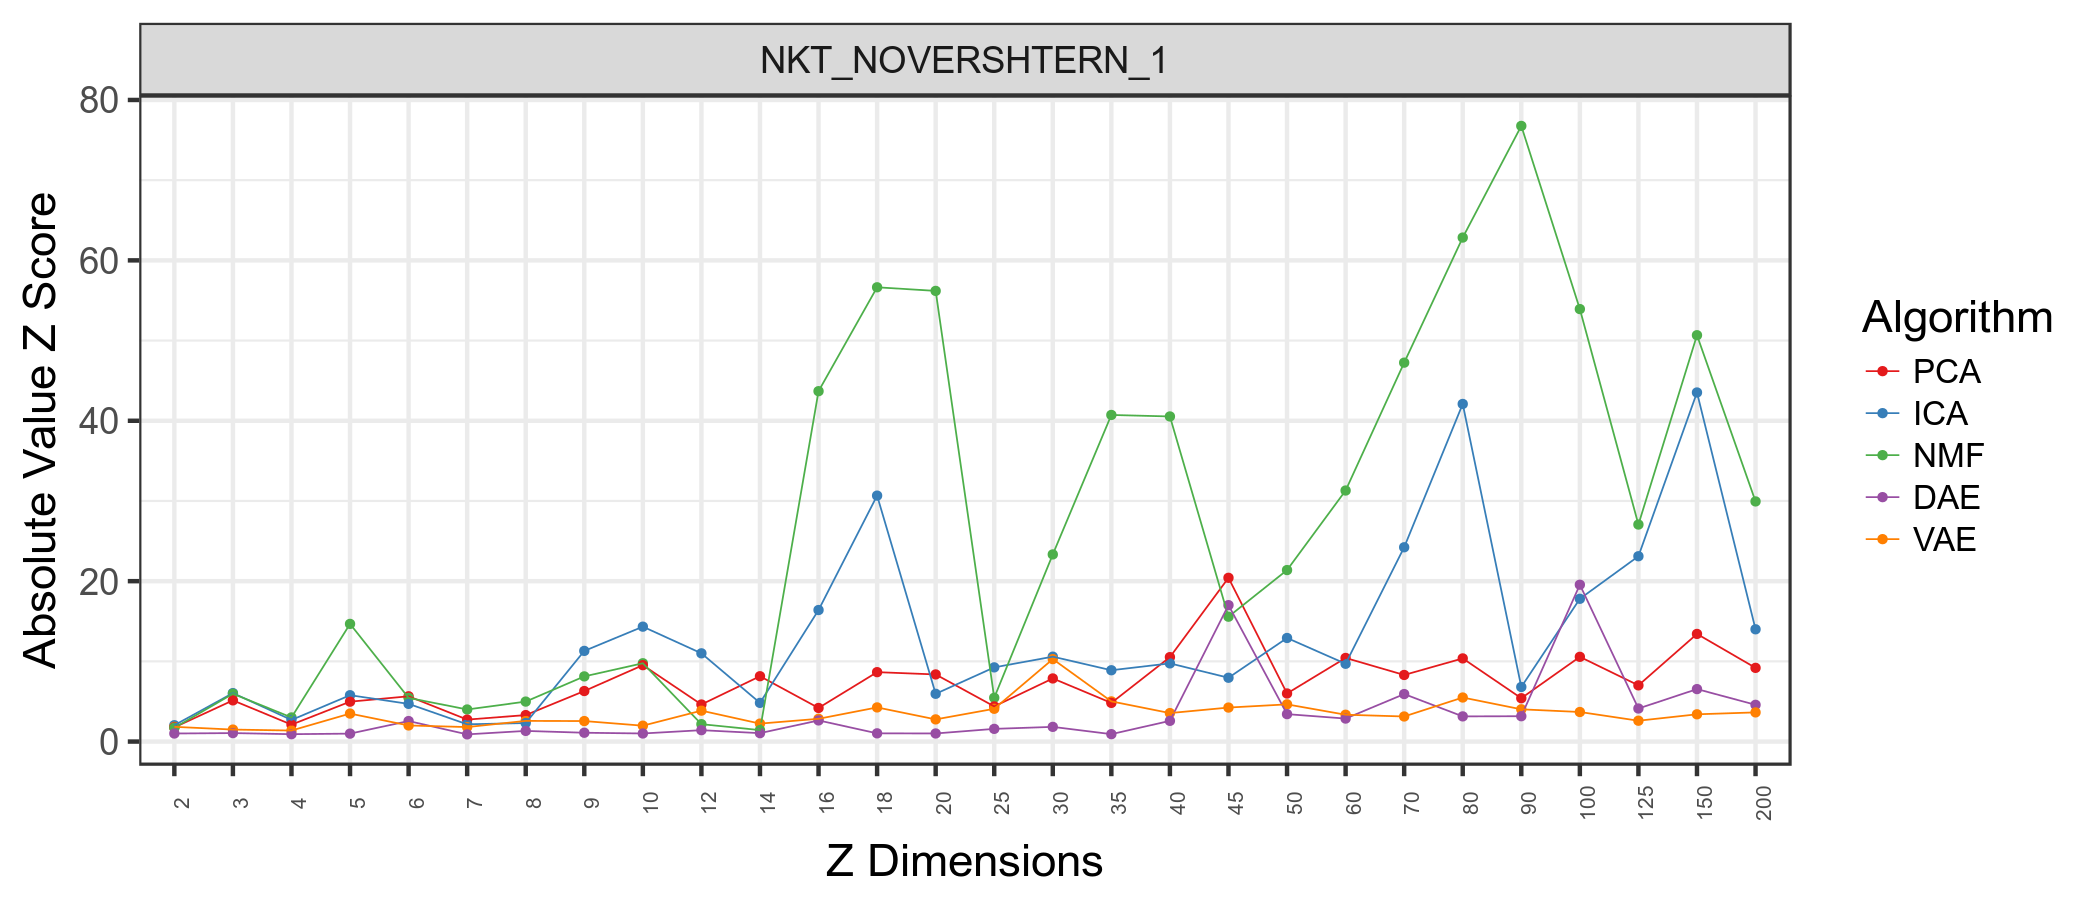 NKT_NOVERSHTERN_1
Absolute Value Z Score
80
60
40
20
0
2 3 4 5 6 7 8 9 10 12 14 16 18 20 25 30 35 40 45 50 60 70 80 90 100 125 150 200
Z Dimensions
Algorithm
PCA
ICA
NMF
DAE
VAE